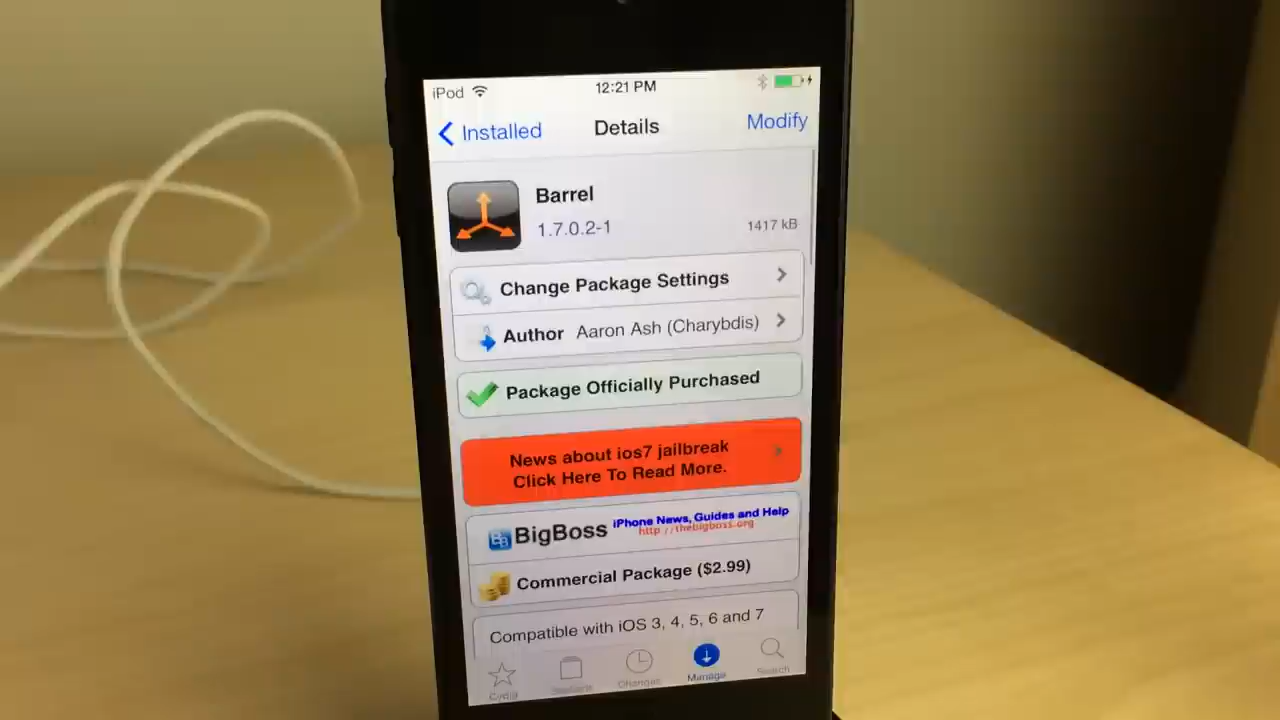 iPod 12:21 PM
Installed Details Modify
Barrel
1.7.0.2-1 1417 kB
Change Package Settings
Author Aaron Ash (Charybdis)
Package Officially Purchased
News about ios7 jailbreak
Click Here To Read More.
BigBoss iPhone News, Guides and Help
http://thebigboss.org
Commercial Package ($2.99)
Compatible with iOS 3, 4, 5, 6 and 7
Cydia Sections Changes Manage Search